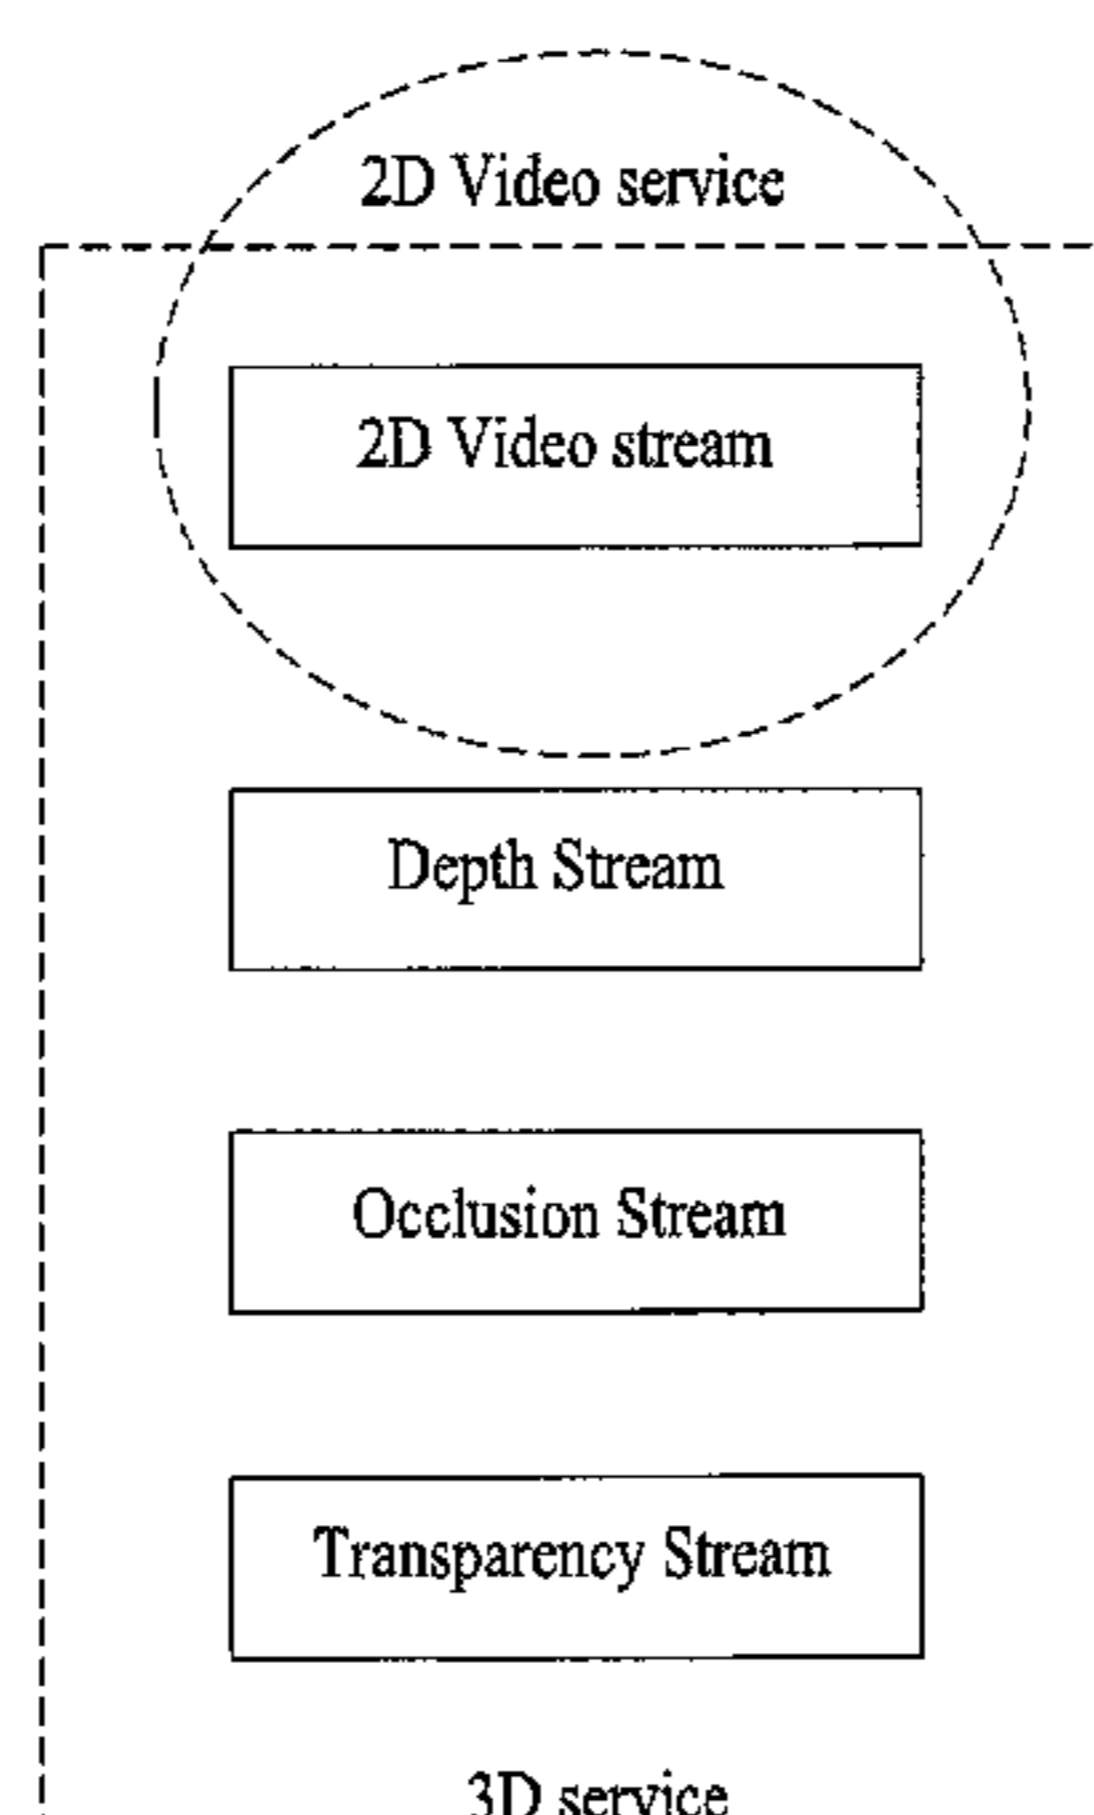 2D Video service
2D Video stream
Depth Stream
Occlusion Stream
Transparency Stream
3D service